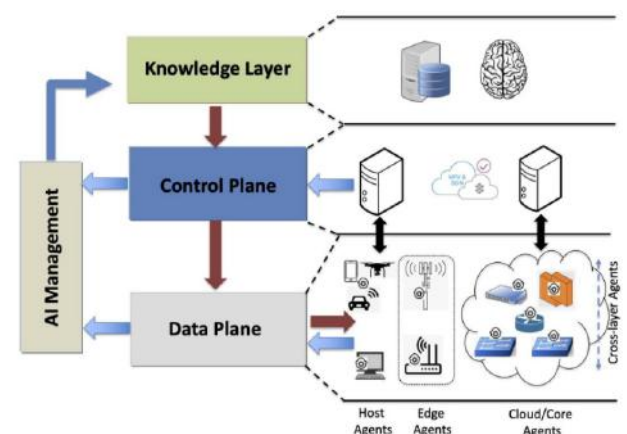 Knowledge Layer
Control Plane
AI Management
Data Plane
Cross-layer Agents
Host
Agents
Edge
Agents
Cloud/Core
Agents